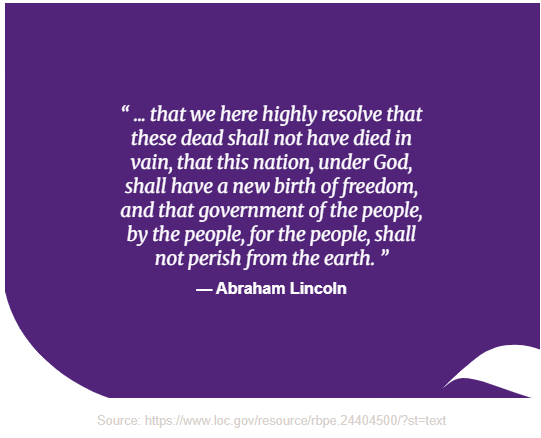 “ ... that we here highly resolve that
these dead shall not have died in
vain, that this nation, under God,
shall have a new birth of freedom,
and that government of the people,
by the people, for the people, shall
not perish from the earth. ”
— Abraham Lincoln
Source: https://www.loc.gov/resource/rbpe.24404500/?st=text